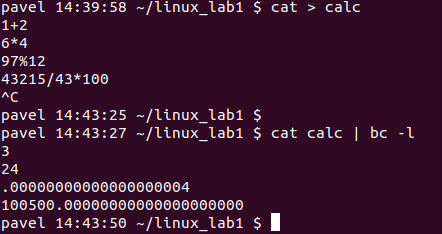 pavel 14:39:58 ~/linux_lab1 $ cat > calc
1+2
6*4
97%12
43215/43*100
^C
pavel 14:43:25 ~/linux_lab1 $
pavel 14:43:27 ~/linux_lab1 $ cat calc | bc -l
3
24
.00000000000000000004
100500.00000000000000000000
pavel 14:43:50 ~/linux_lab1 $